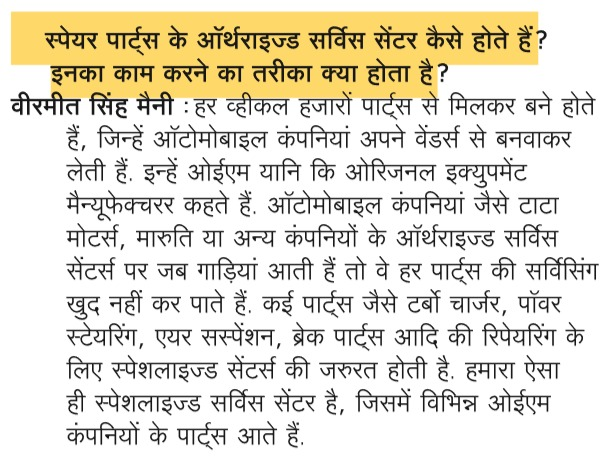 स्पेयर पार्ट्स के ऑर्थराइज्ड सर्विस सेंटर कैसे होते हैं?
इनका काम करने का तरीका क्या होता है?
वीरमीत सिंह मैनी : हर व्हीकल हजारों पार्ट्स से मिलकर बने होते
हैं, जिन्हें ऑटोमोबाइल कंपनियां अपने वेंडर्स से बनवाकर
लेती हैं. इन्हें ओईएम यानि कि ओरिजनल इक्युपमेंट
मैन्यूफेक्चरर कहते हैं. ऑटोमोबाइल कंपनियां जैसे टाटा
मोटर्स, मारुति या अन्य कंपनियों के ऑर्थराइज्ड सर्विस
सेंटर्स पर जब गाड़ियां आती हैं तो वे हर पार्ट्स की सर्विसिंग
खुद नहीं कर पाते हैं. कई पार्ट्स जैसे टर्बो चार्जर, पॉवर
स्टेयरिंग, एयर सस्पेंशन, ब्रेक पार्ट्स आदि की रिपेयरिंग के
लिए स्पेशलाइज्ड सेंटर्स की जरुरत होती है. हमारा ऐसा
ही स्पेशलाइज्ड सर्विस सेंटर है, जिसमें विभिन्न ओईएम
कंपनियों के पार्ट्स आते हैं.